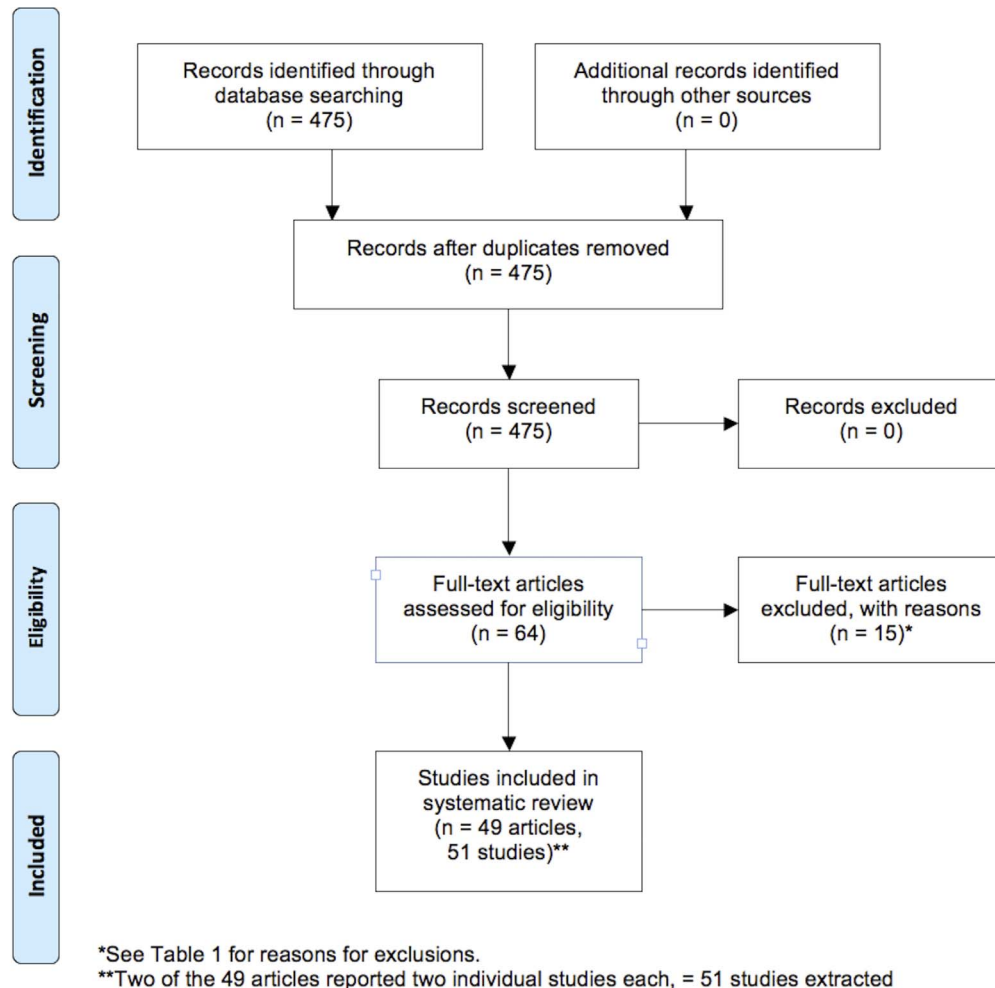 Identification
Records identified through
database searching
(n = 475)
Additional records identified
through other sources
(n = 0)
Records after duplicates removed
(n = 475)
Screening
Records screened
(n = 475)
Records excluded
(n = 0)
Eligibility
Full-text articles
assessed for eligibility
(n = 64)
Full-text articles
excluded, with reasons
(n = 15)*
Included
Studies included in
systematic review
(n = 49 articles,
51 studies)**
*See Table 1 for reasons for exclusions.
**Two of the 49 articles reported two individual studies each, = 51 studies extracted